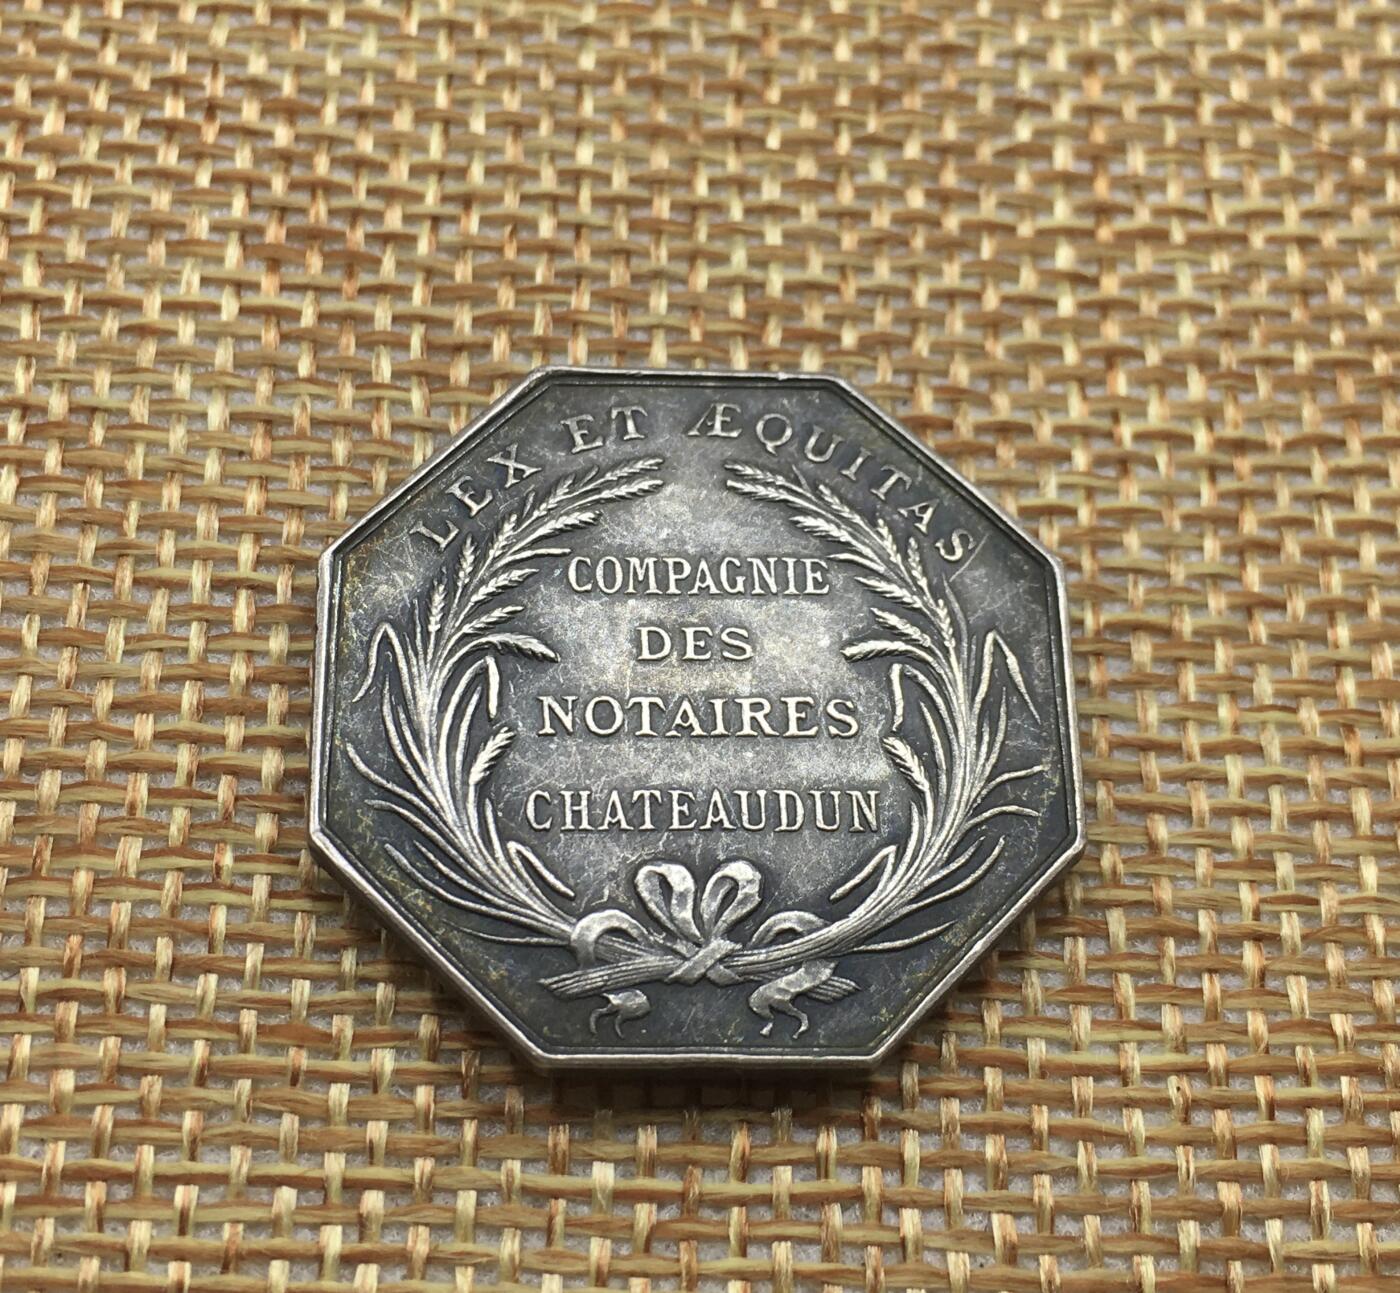 LEX ET ÆQUITAS
COMPAGNIE
DES
NOTAIRES
CHATEAUDUN